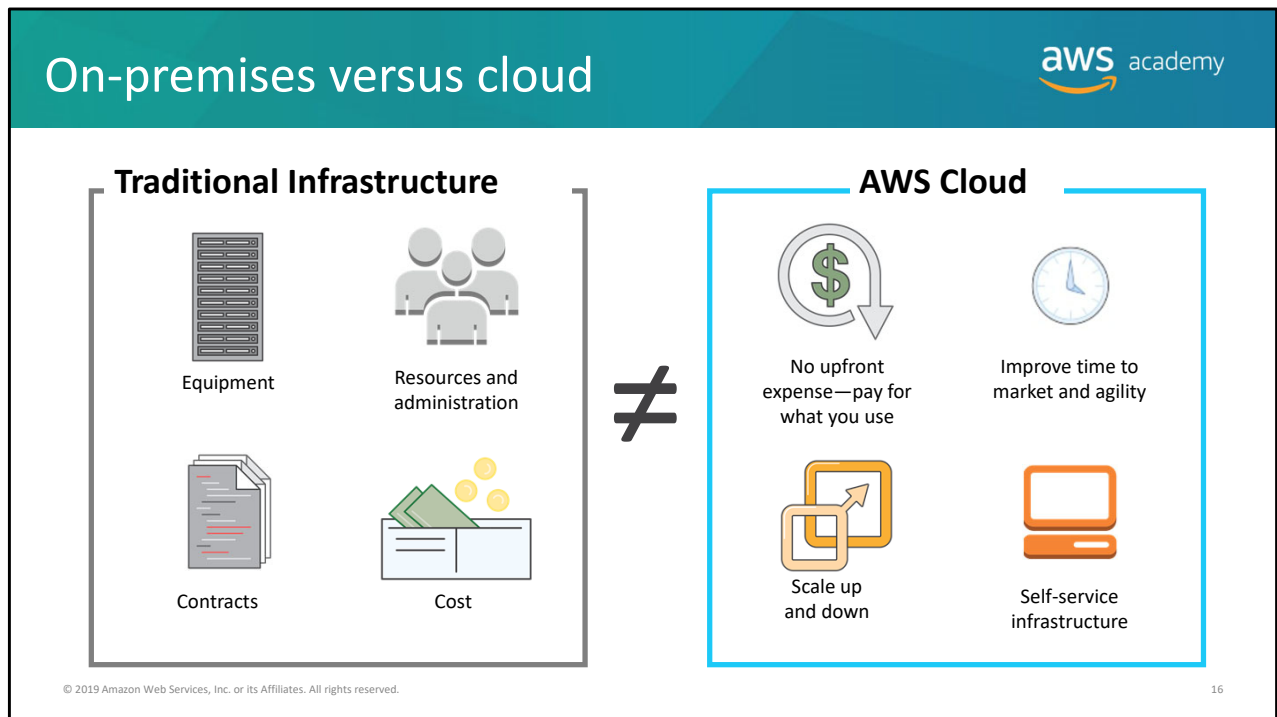 On-premises versus cloud
aws academy
Traditional Infrastructure
Equipment
Resources and
administration
Contracts
Cost
≠
AWS Cloud
$
No upfront
expense—pay for
what you use
Improve time to
market and agility
Scale up
and down
Self-service
infrastructure
© 2019 Amazon Web Services, Inc. or its Affiliates. All rights reserved.
16